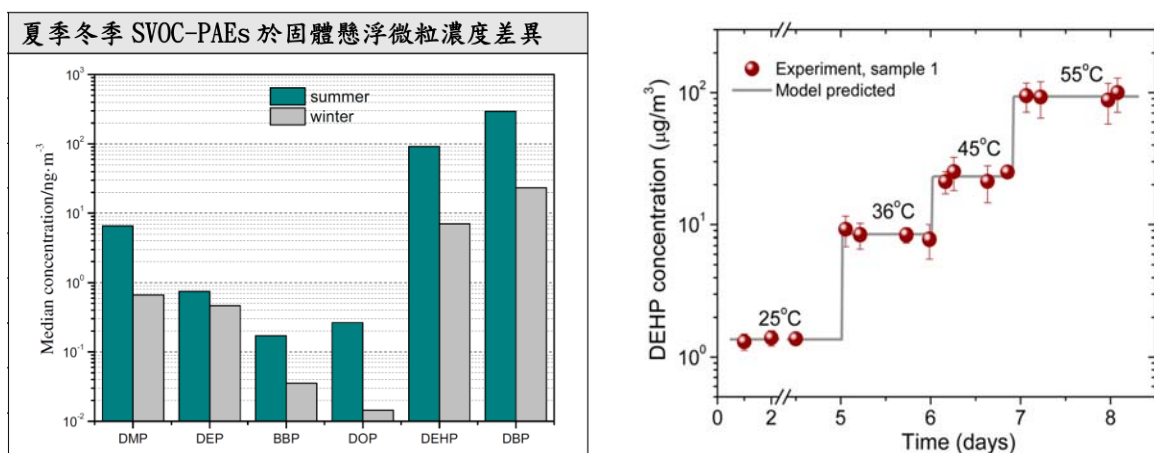 夏季冬季 SVOC-PAEs 於固體懸浮微粒濃度差異
10³
10²
10¹
10⁰
10⁻¹
10⁻²
Median concentration/ng·m⁻³
summer
winter
DMP DEP BBP DOP DEHP DBP
Experiment, sample 1
Model predicted
55°C
45°C
36°C
25°C
10²
10¹
10⁰
DEHP concentration (μg/m³)
0 2 5 6 7 8
Time (days)